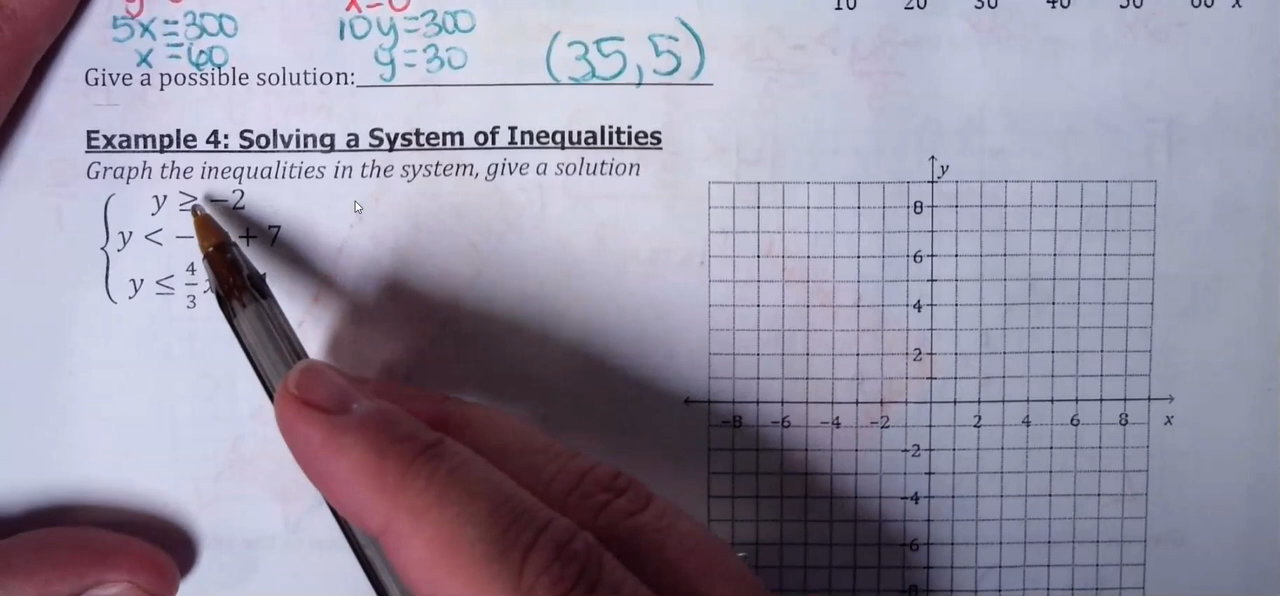 10 20 30 40 50 60 x
5x=300 10y=300
x=60 y=30 (35,5)
Give a possible solution:
Example 4: Solving a System of Inequalities
Graph the inequalities in the system, give a solution
y ≥ −2
y < − + 7
y ≤ 4/3
y
8
6
4
2
−8 −6 −4 −2 2 4 6 8 x
−2
−4
−6